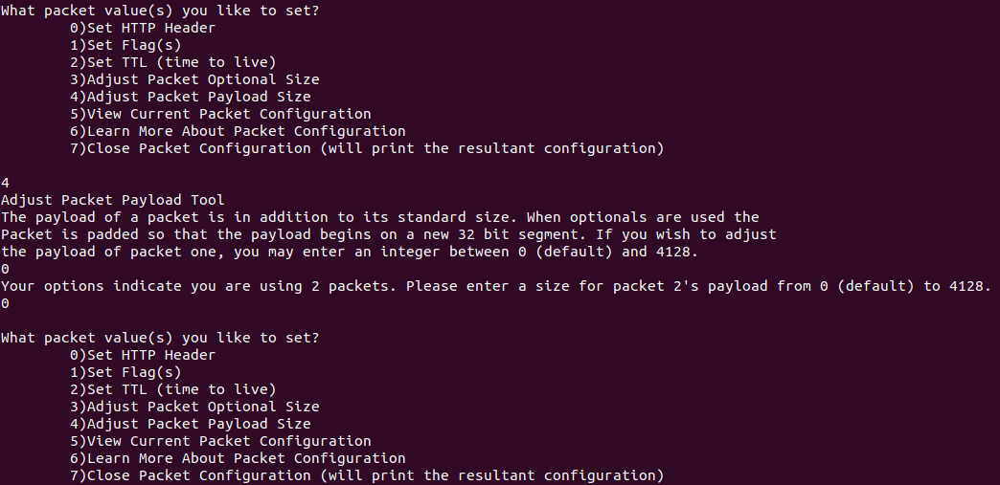 What packet value(s) you like to set?
0)Set HTTP Header
1)Set Flag(s)
2)Set TTL (time to live)
3)Adjust Packet Optional Size
4)Adjust Packet Payload Size
5)View Current Packet Configuration
6)Learn More About Packet Configuration
7)Close Packet Configuration (will print the resultant configuration)
4
Adjust Packet Payload Tool
The payload of a packet is in addition to its standard size. When optionals are used the
Packet is padded so that the payload begins on a new 32 bit segment. If you wish to adjust
the payload of packet one, you may enter an integer between 0 (default) and 4128.
0
Your options indicate you are using 2 packets. Please enter a size for packet 2's payload from 0 (default) to 4128.
0
What packet value(s) you like to set?
0)Set HTTP Header
1)Set Flag(s)
2)Set TTL (time to live)
3)Adjust Packet Optional Size
4)Adjust Packet Payload Size
5)View Current Packet Configuration
6)Learn More About Packet Configuration
7)Close Packet Configuration (will print the resultant configuration)